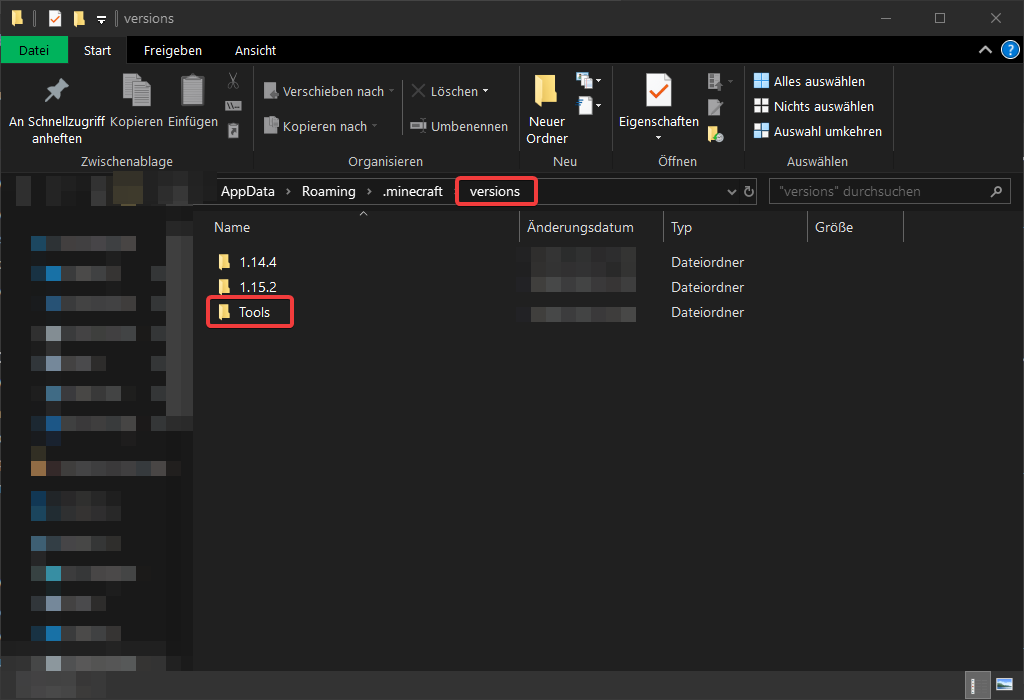 versions
Datei Start Freigeben Ansicht
An Schnellzugriff anheften
Kopieren
Einfügen
Zwischenablage
Verschieben nach
Kopieren nach
Löschen
Umbenennen
Organisieren
Neuer Ordner
Neu
Eigenschaften
Öffnen
Alles auswählen
Nichts auswählen
Auswahl umkehren
Auswählen
AppData > Roaming > .minecraft > versions
"versions" durchsuchen
Name Änderungsdatum Typ Größe
1.14.4 Dateiordner
1.15.2 Dateiordner
Tools Dateiordner